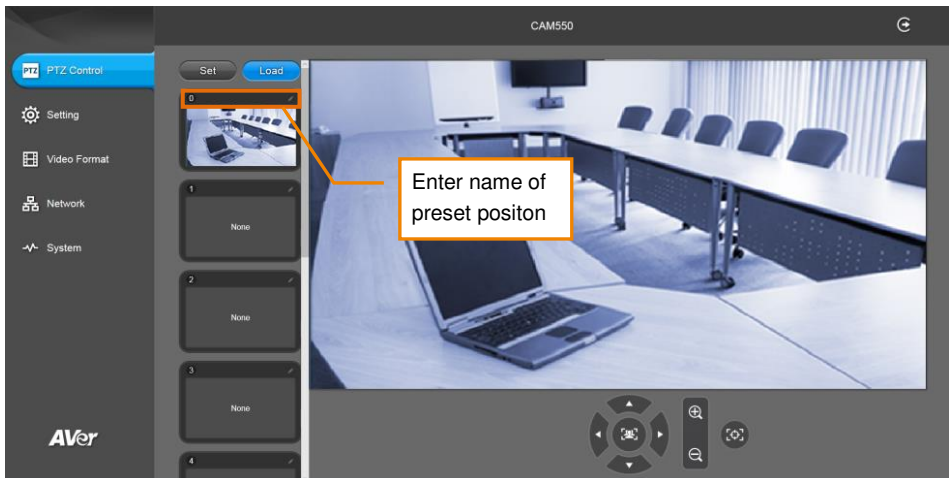 CAM550
PTZ PTZ Control
Setting
Video Format
Network
System
AVer
Set
Load
0
1
None
2
None
3
None
4
Enter name of
preset positon